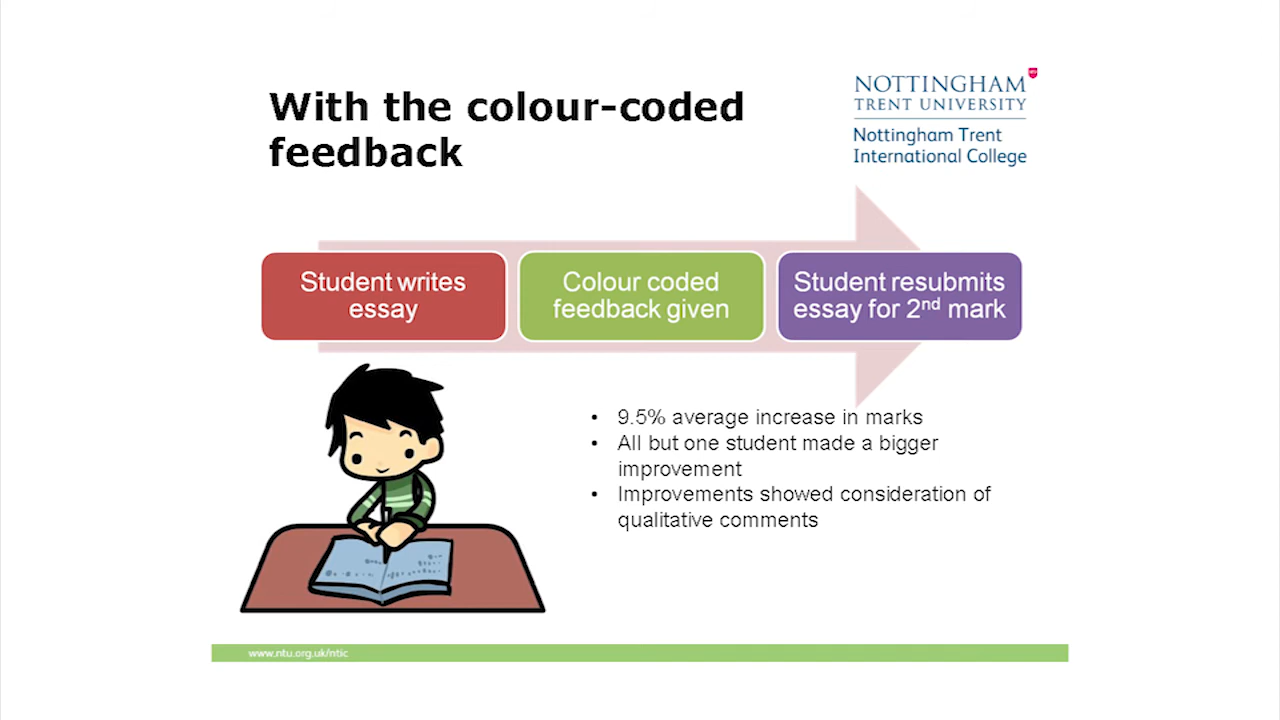 With the colour-coded
feedback
NOTTINGHAM
TRENT UNIVERSITY
Nottingham Trent
International College
Student writes
essay
Colour coded
feedback given
Student resubmits
essay for 2nd mark
• 9.5% average increase in marks
• All but one student made a bigger
improvement
• Improvements showed consideration of
qualitative comments
www.ntu.org.uk/ntic